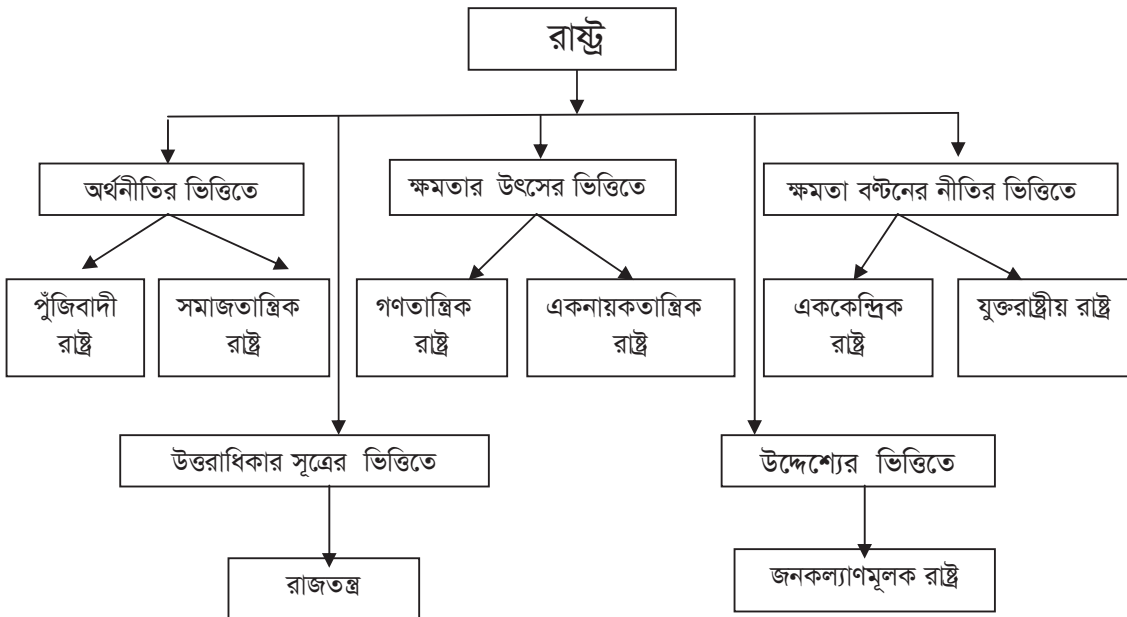 রাষ্ট্র
অর্থনীতির ভিত্তিতে
ক্ষমতার উৎসের ভিত্তিতে
ক্ষমতা বণ্টনের নীতির ভিত্তিতে
পুঁজিবাদী
রাষ্ট্র
সমাজতান্ত্রিক
রাষ্ট্র
গণতান্ত্রিক
রাষ্ট্র
একনায়কতান্ত্রিক
রাষ্ট্র
এককেন্দ্রিক
রাষ্ট্র
যুক্তরাষ্ট্রীয় রাষ্ট্র
উত্তরাধিকার সূত্রের ভিত্তিতে
উদ্দেশ্যের ভিত্তিতে
রাজতন্ত্র
জনকল্যাণমূলক রাষ্ট্র